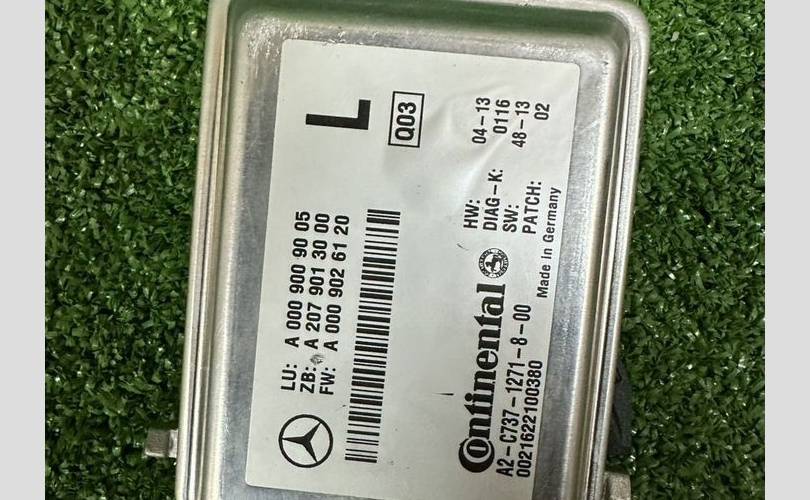 LU: A 000 900 90 05
ZB: A 207 901 30 00
FW: A 000 902 61 20
L
Q03
Continental
A2-C737-1271-8-00
0021622100380
HW: 04-13
DIAG-K: 0116
SW: 48-13
PATCH: 02
Made in Germany